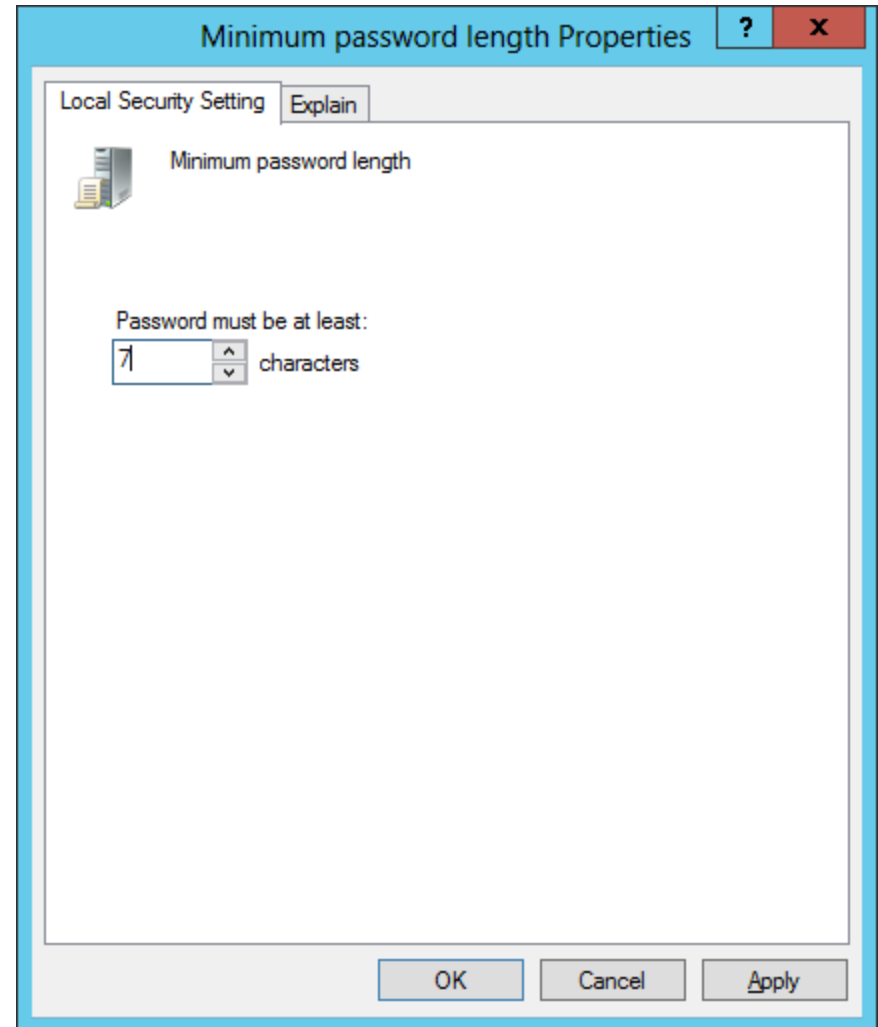 Minimum password length Properties
? x
Local Security Setting
Explain
Minimum password length
Password must be at least:
7
characters
OK
Cancel
Apply